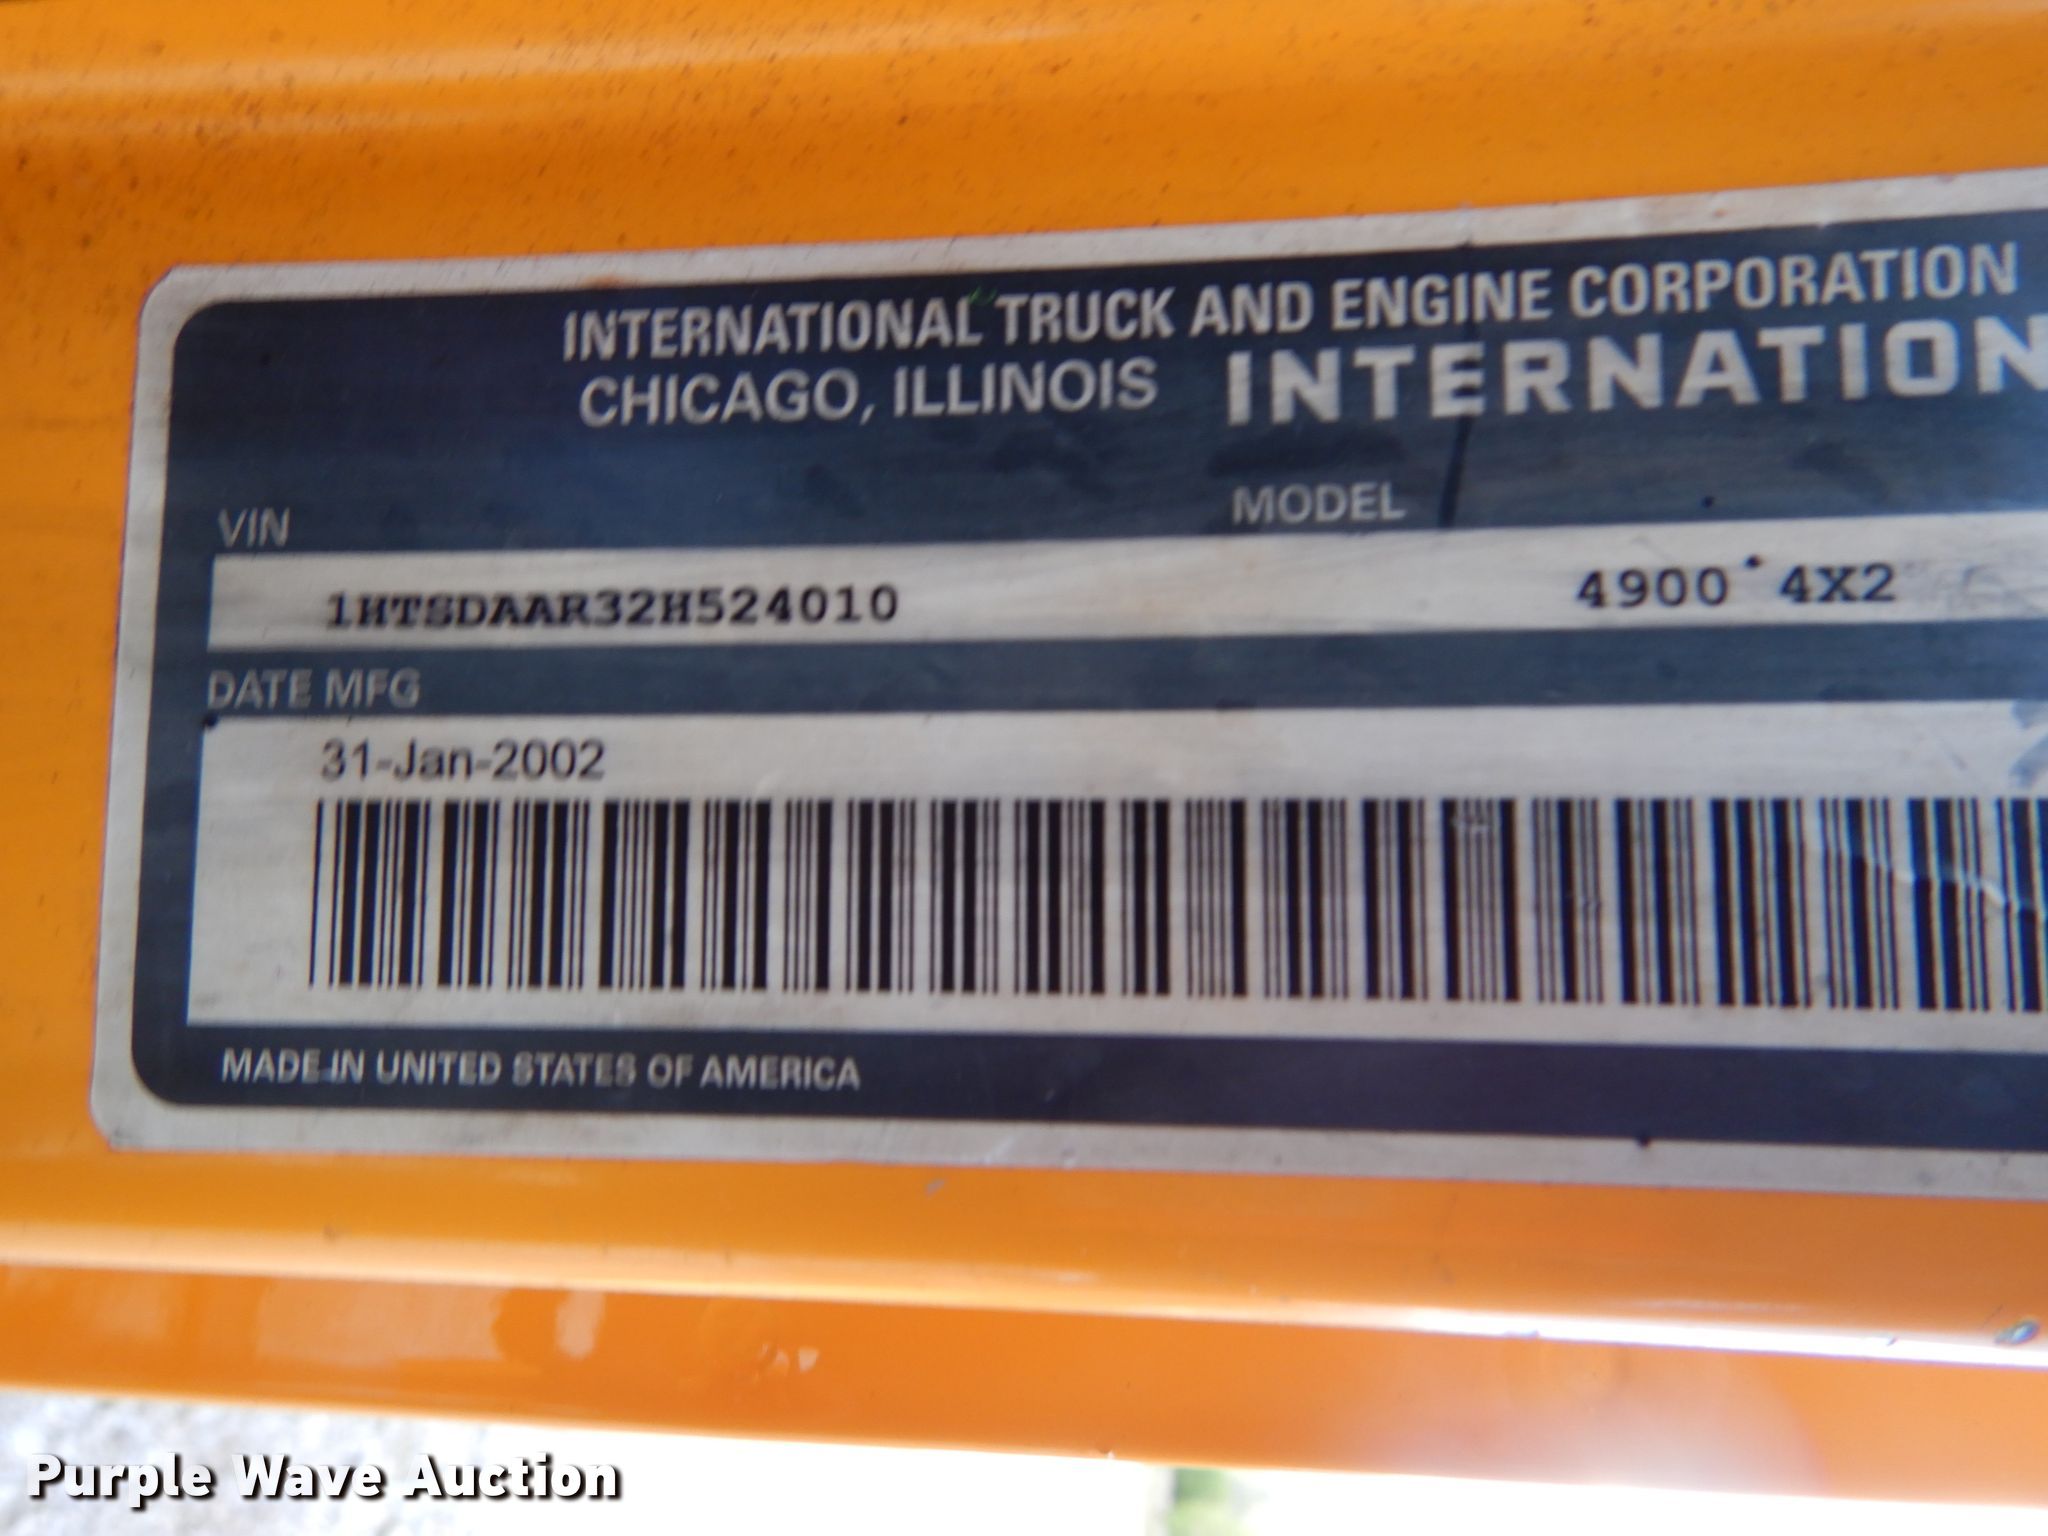 INTERNATIONAL TRUCK AND ENGINE CORPORATION
CHICAGO, ILLINOIS INTERNATION
VIN MODEL
1HTSDAAR32H524010 4900 4X2
DATE MFG
31-Jan-2002
MADE IN UNITED STATES OF AMERICA
Purple Wave Auction